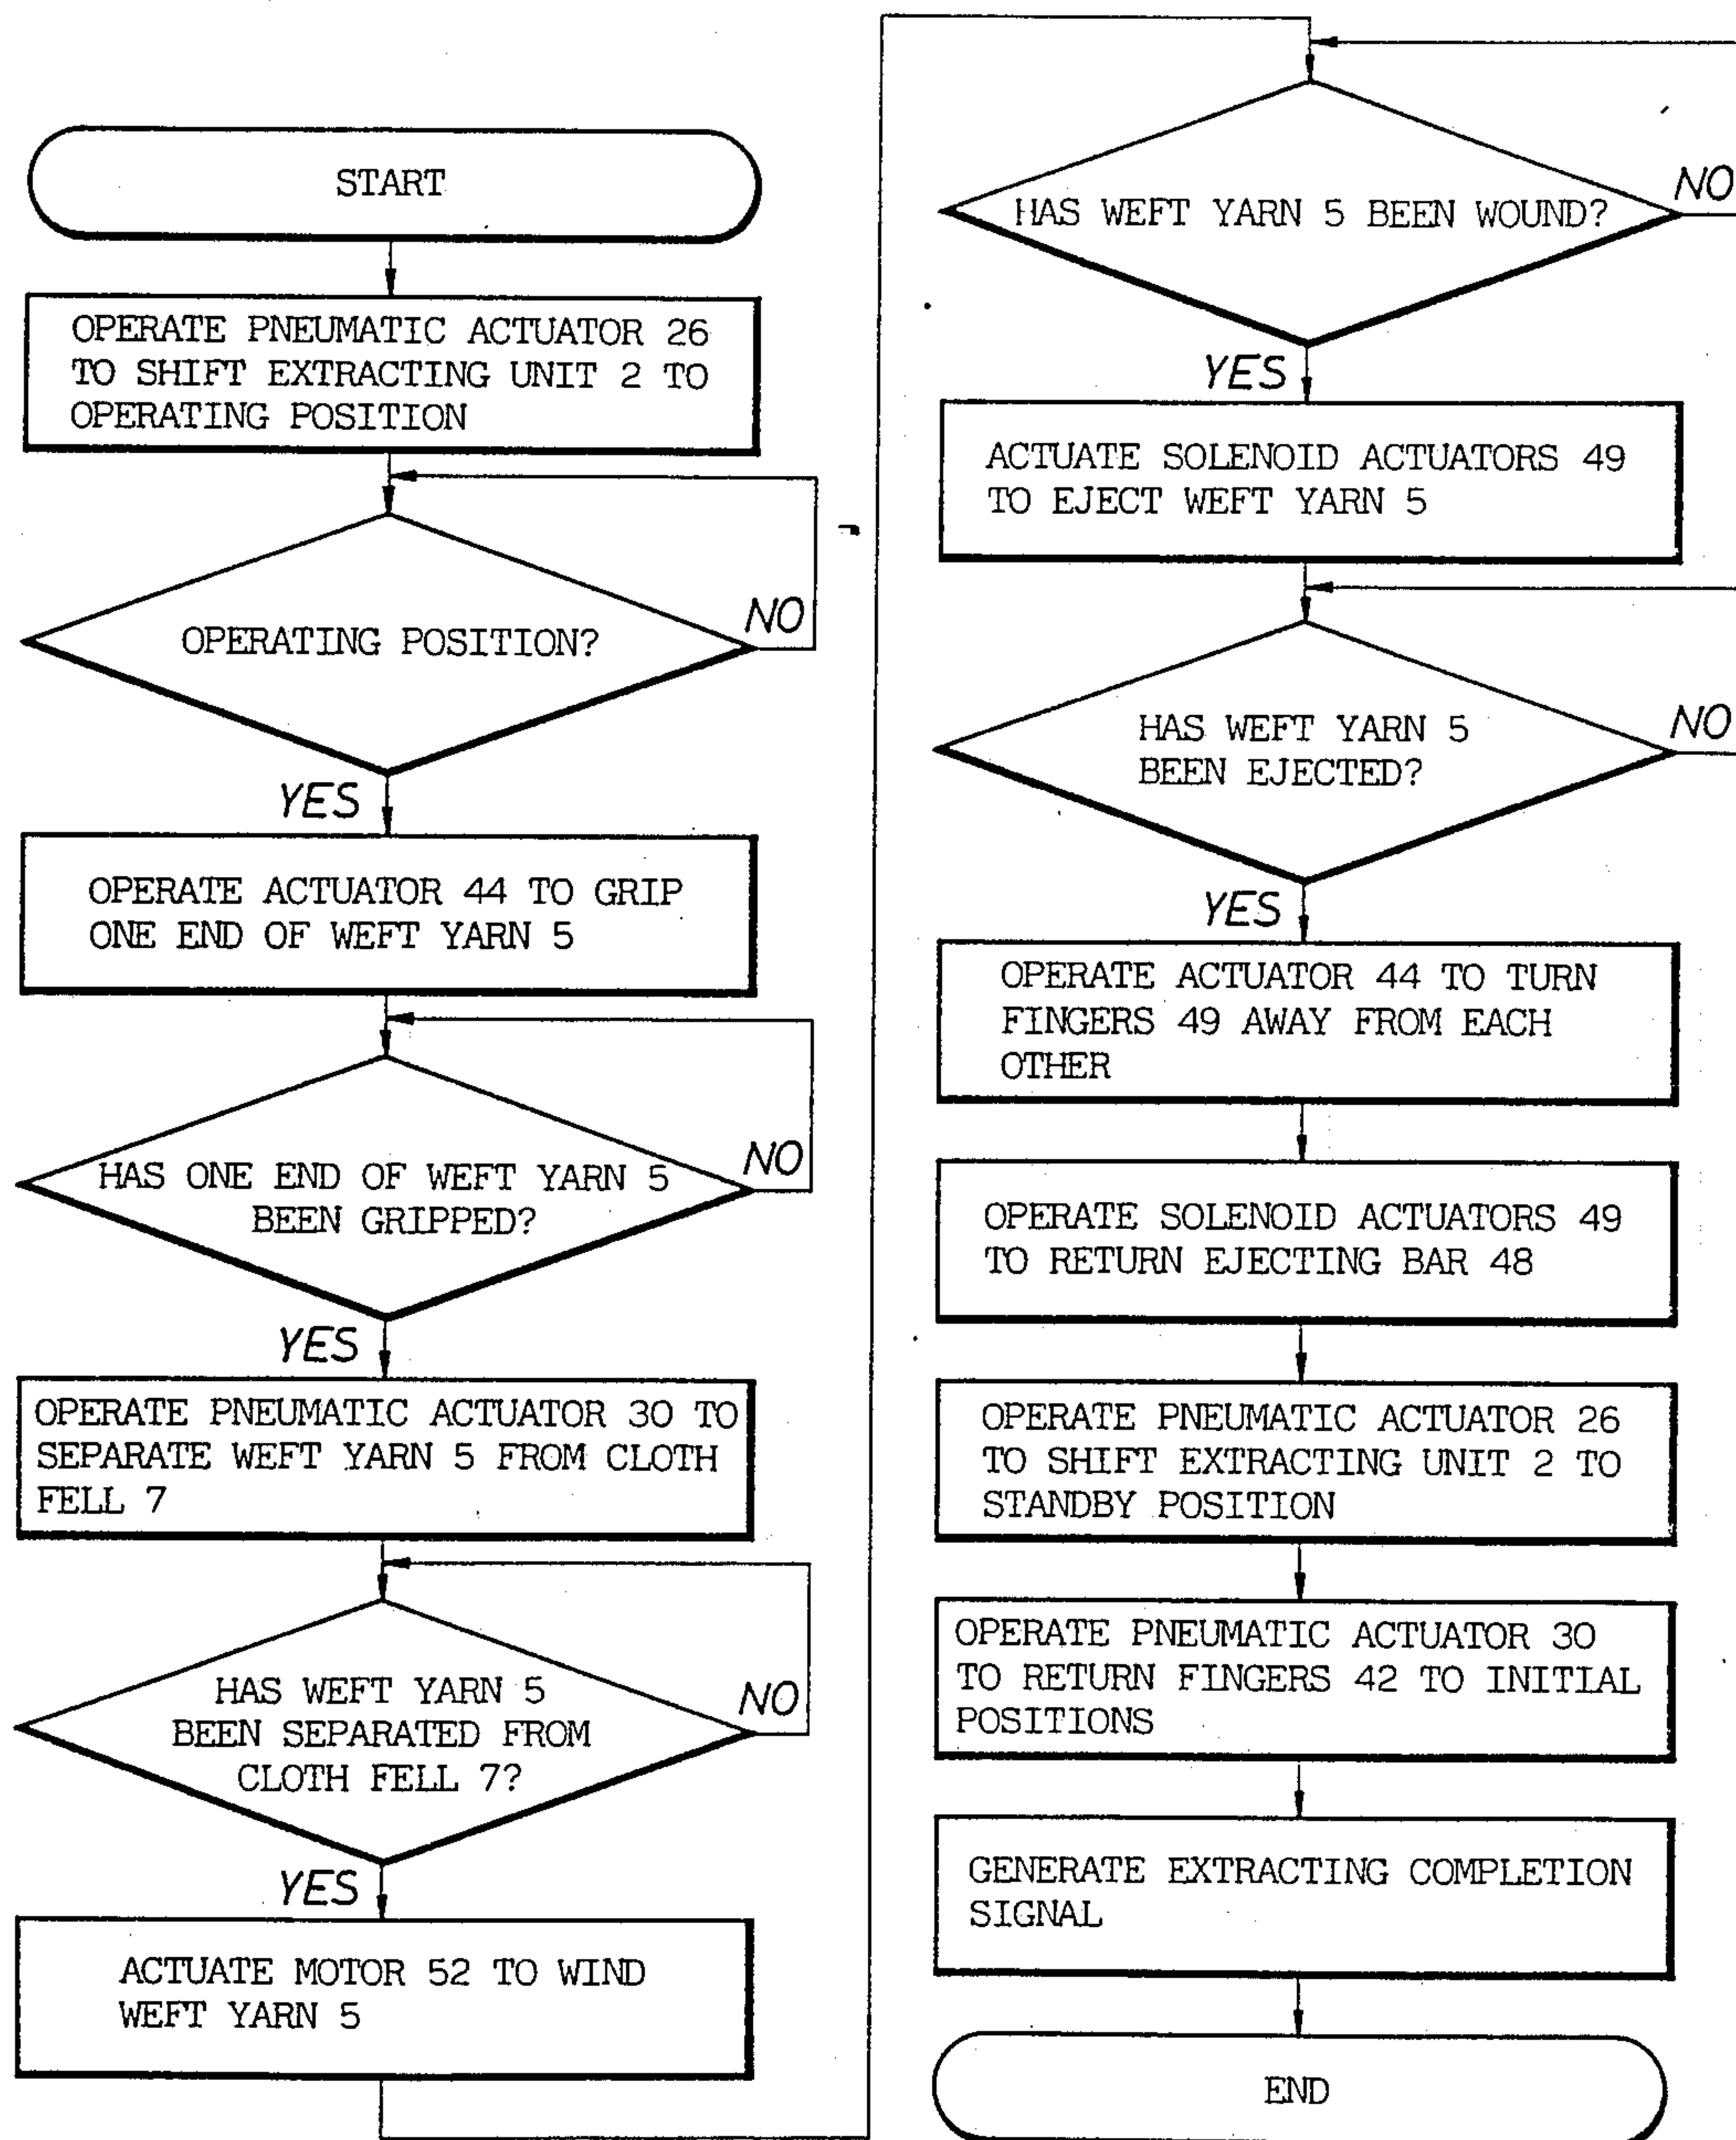 START
OPERATE PNEUMATIC ACTUATOR 26
TO SHIFT EXTRACTING UNIT 2 TO
OPERATING POSITION
OPERATING POSITION?
NO
YES
OPERATE ACTUATOR 44 TO GRIP
ONE END OF WEFT YARN 5
HAS ONE END OF WEFT YARN 5
BEEN GRIPPED?
NO
YES
OPERATE PNEUMATIC ACTUATOR 30 TO
SEPARATE WEFT YARN 5 FROM CLOTH
FELL 7
HAS WEFT YARN 5
BEEN SEPARATED FROM
CLOTH FELL 7?
NO
YES
ACTUATE MOTOR 52 TO WIND
WEFT YARN 5
HAS WEFT YARN 5 BEEN WOUND?
NO
YES
ACTUATE SOLENOID ACTUATORS 49
TO EJECT WEFT YARN 5
HAS WEFT YARN 5
BEEN EJECTED?
NO
YES
OPERATE ACTUATOR 44 TO TURN
FINGERS 49 AWAY FROM EACH
OTHER
OPERATE SOLENOID ACTUATORS 49
TO RETURN EJECTING BAR 48
OPERATE PNEUMATIC ACTUATOR 26
TO SHIFT EXTRACTING UNIT 2 TO
STANDBY POSITION
OPERATE PNEUMATIC ACTUATOR 30
TO RETURN FINGERS 42 TO INITIAL
POSITIONS
GENERATE EXTRACTING COMPLETION
SIGNAL
END